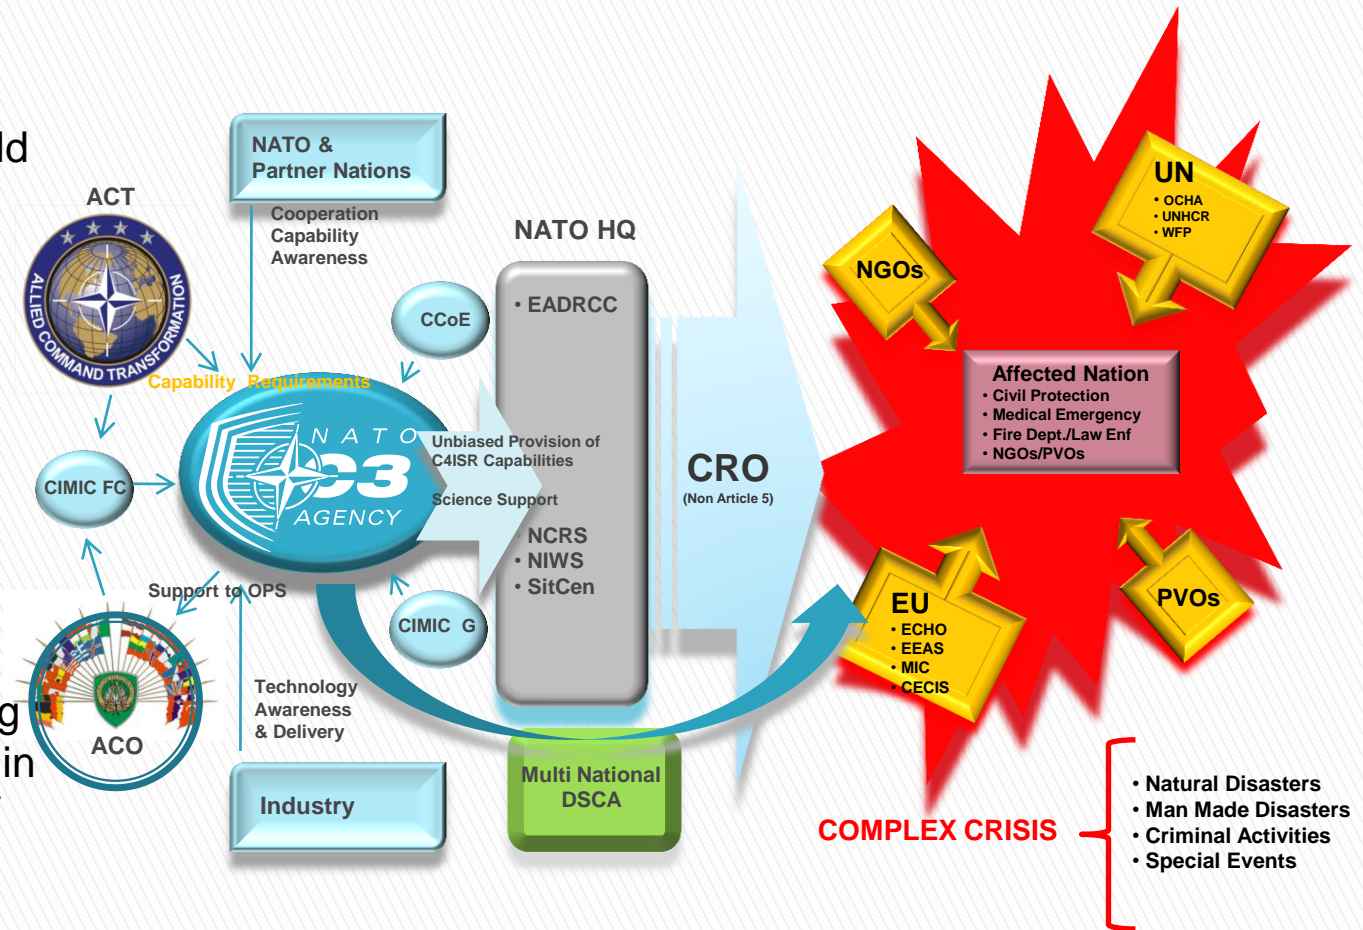 ACT
ALLIED COMMAND TRANSFORMATION
NATO &
Partner Nations
Cooperation
Capability
Awareness
Capability Requirements
CCoE
CIMIC FC
NATO
C3
AGENCY
Unbiased Provision of
C4ISR Capabilities
Science Support
Support to OPS
CIMIC G
ACO
Technology
Awareness
& Delivery
in
Industry
NATO HQ
• EADRCC
NCRS
• NIWS
• SitCen
Multi National
DSCA
CRO
(Non Article 5)
NGOs
UN
• OCHA
• UNHCR
• WFP
Affected Nation
• Civil Protection
• Medical Emergency
• Fire Dept./Law Enf
• NGOs/PVOs
EU
• ECHO
• EEAS
• MIC
• CECIS
PVOs
COMPLEX CRISIS
• Natural Disasters
• Man Made Disasters
• Criminal Activities
• Special Events